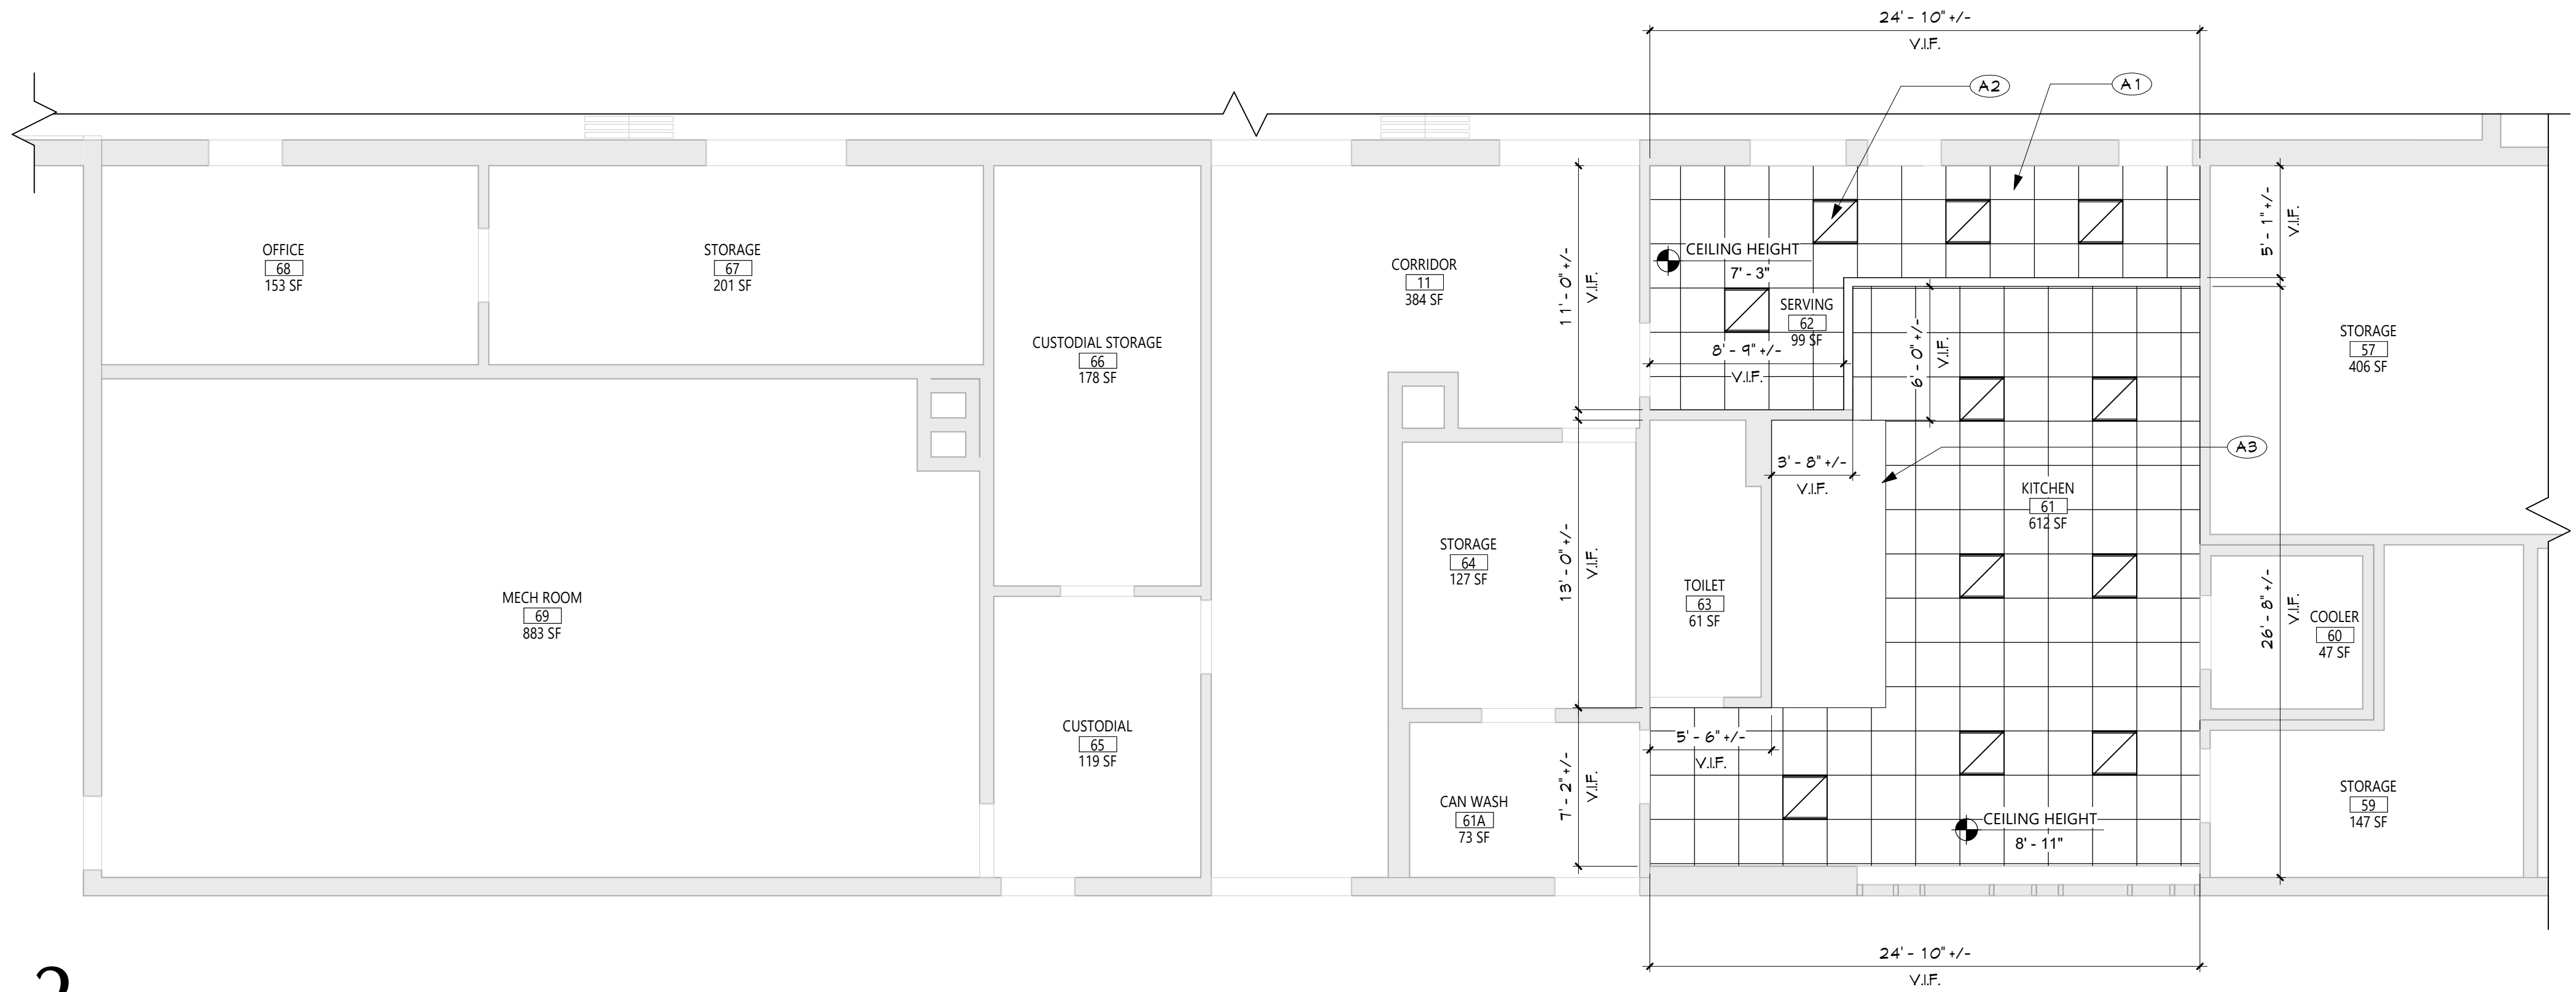 24' - 10" +/-
V.I.F.
A2
A1
OFFICE
68
153 SF
STORAGE
67
201 SF
CUSTODIAL STORAGE
66
178 SF
CORRIDOR
11
384 SF
11' - 0" +/-
V.I.F.
CEILING HEIGHT
7' - 3"
SERVING
62
99 SF
8' - 9" +/-
V.I.F.
6' - 0" +/-
V.I.F.
5' - 1" +/-
V.I.F.
STORAGE
57
406 SF
A3
3' - 8" +/-
V.I.F.
KITCHEN
61
612 SF
MECH ROOM
69
883 SF
STORAGE
64
127 SF
13' - 0" +/-
V.I.F.
TOILET
63
61 SF
26' - 8" +/-
V.I.F.
COOLER
60
47 SF
CUSTODIAL
65
119 SF
5' - 6" +/-
V.I.F.
CAN WASH
61A
73 SF
7' - 2" +/-
V.I.F.
CEILING HEIGHT
8' - 11"
STORAGE
59
147 SF
24' - 10" +/-
V.I.F.
2